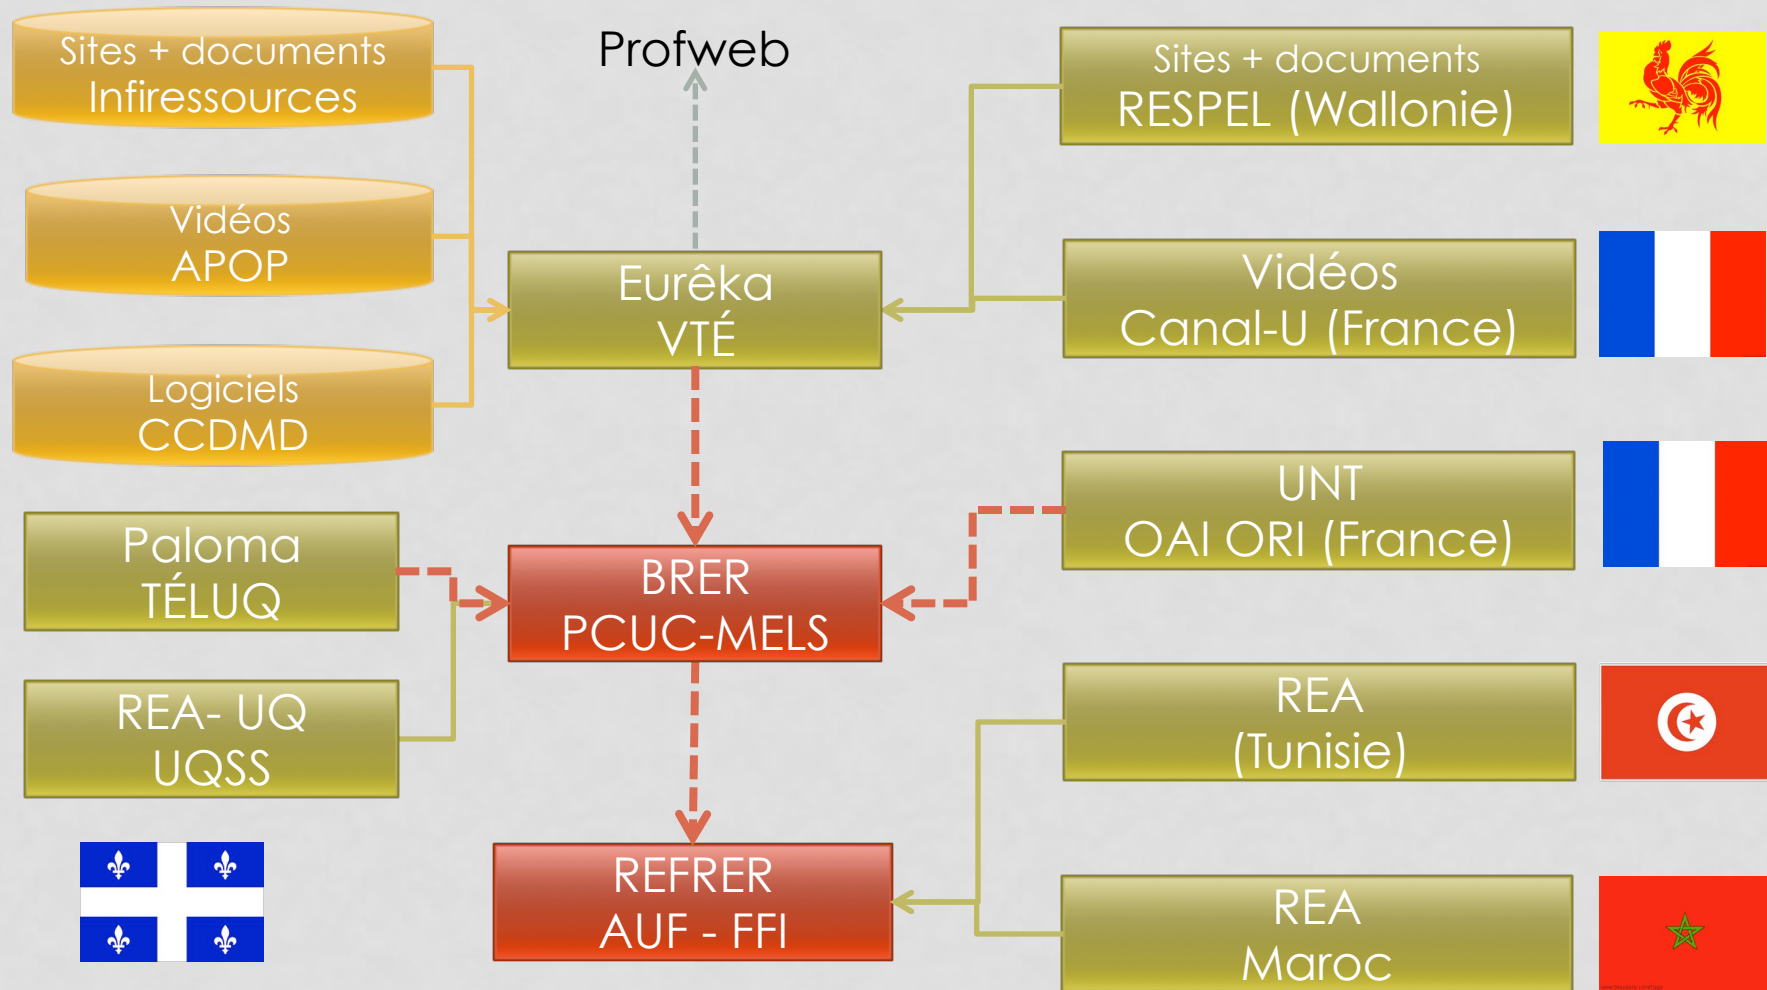 Sites + documents
Infiressources
Vidéos
APOP
Logiciels
CCDMD
Paloma
TÉLUQ
REA- UQ
UQSS
Profweb
Eurêka
VTÉ
BRER
PCUC-MELS
REFRER
AUF - FFI
Sites + documents
RESPEL (Wallonie)
Vidéos
Canal-U (France)
UNT
OAI ORI (France)
REA
(Tunisie)
REA
Maroc